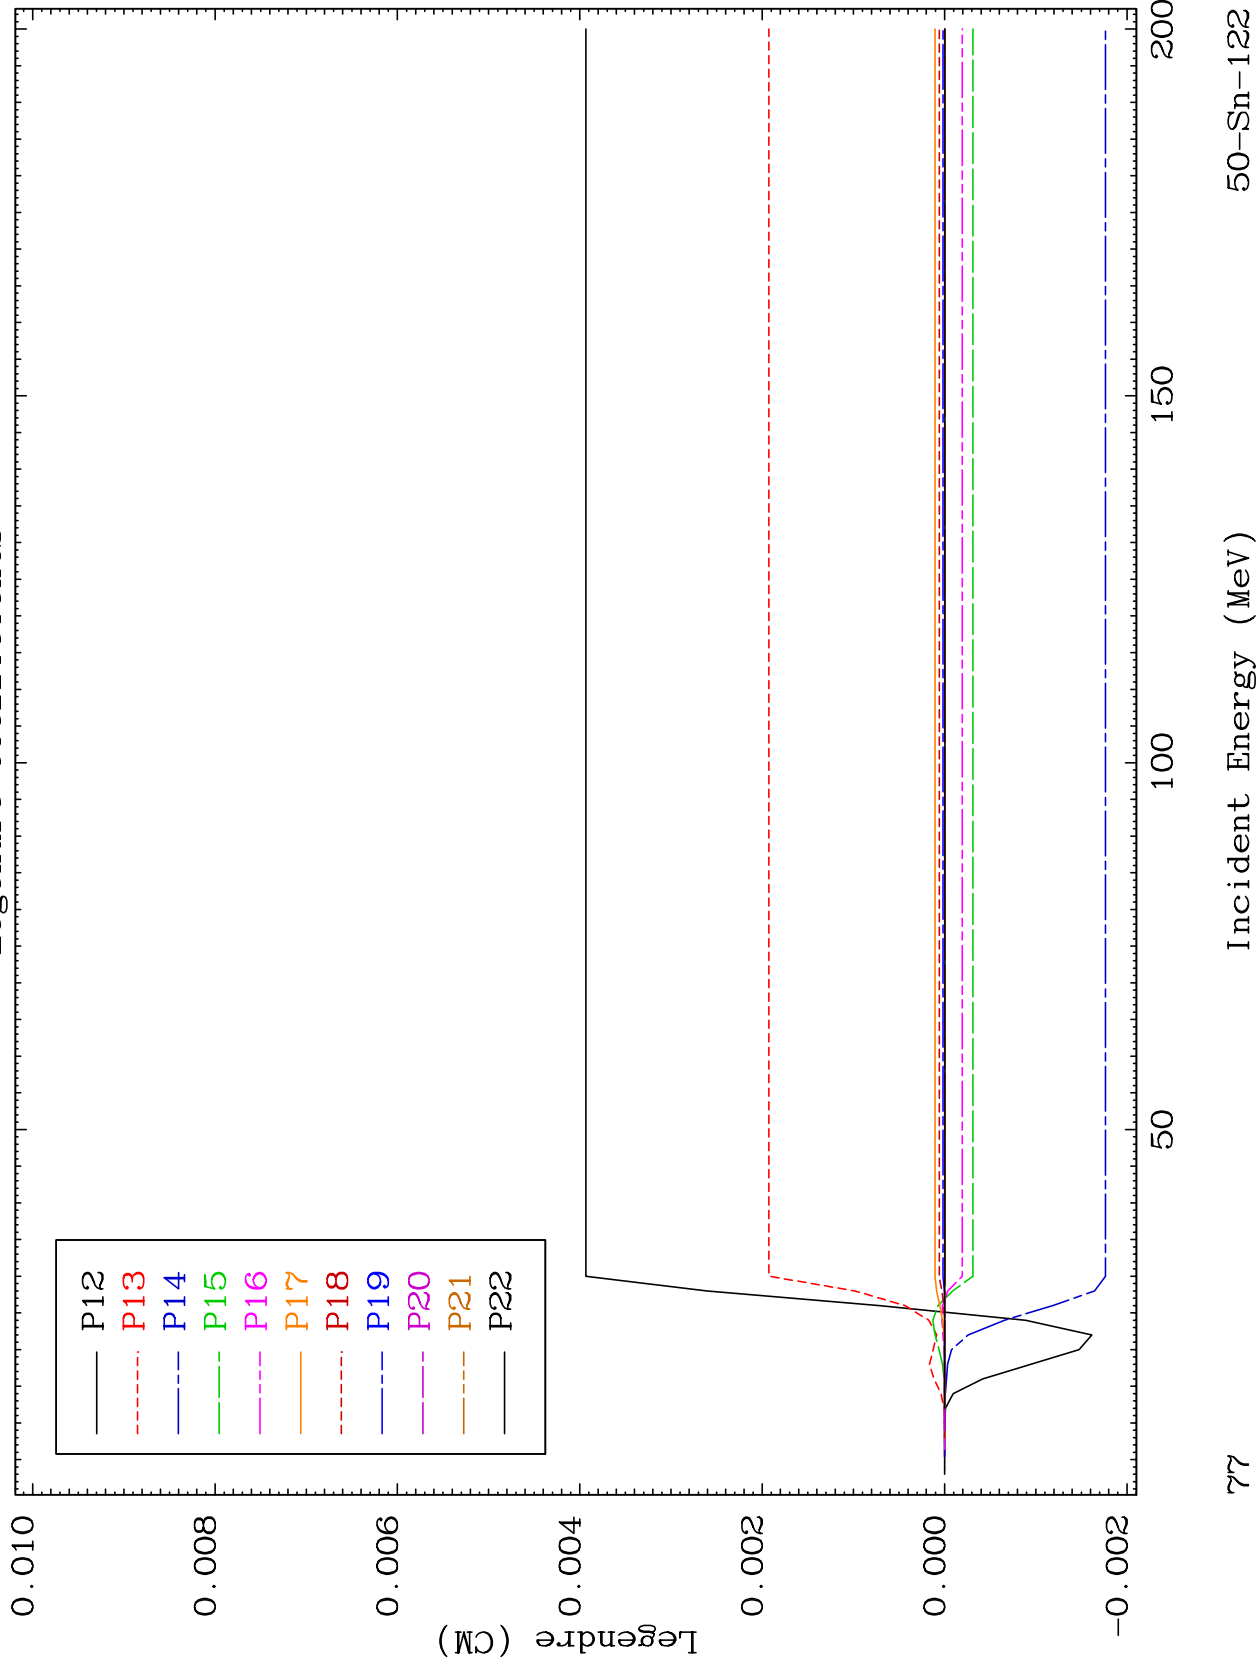 Legendre Coefficients
P12
P13
P14
P15
P16
P17
P18
P19
P20
P21
P22
0.010
0.008
0.006
0.004
0.002
0.000
-0.002
Legendre (CM)
50
100
150
200
Incident Energy (MeV)
77
50-Sn-122